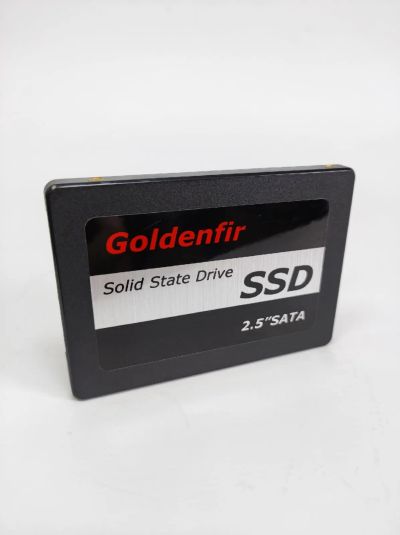 Goldenfir
Solid State Drive
SSD
2.5"SATA